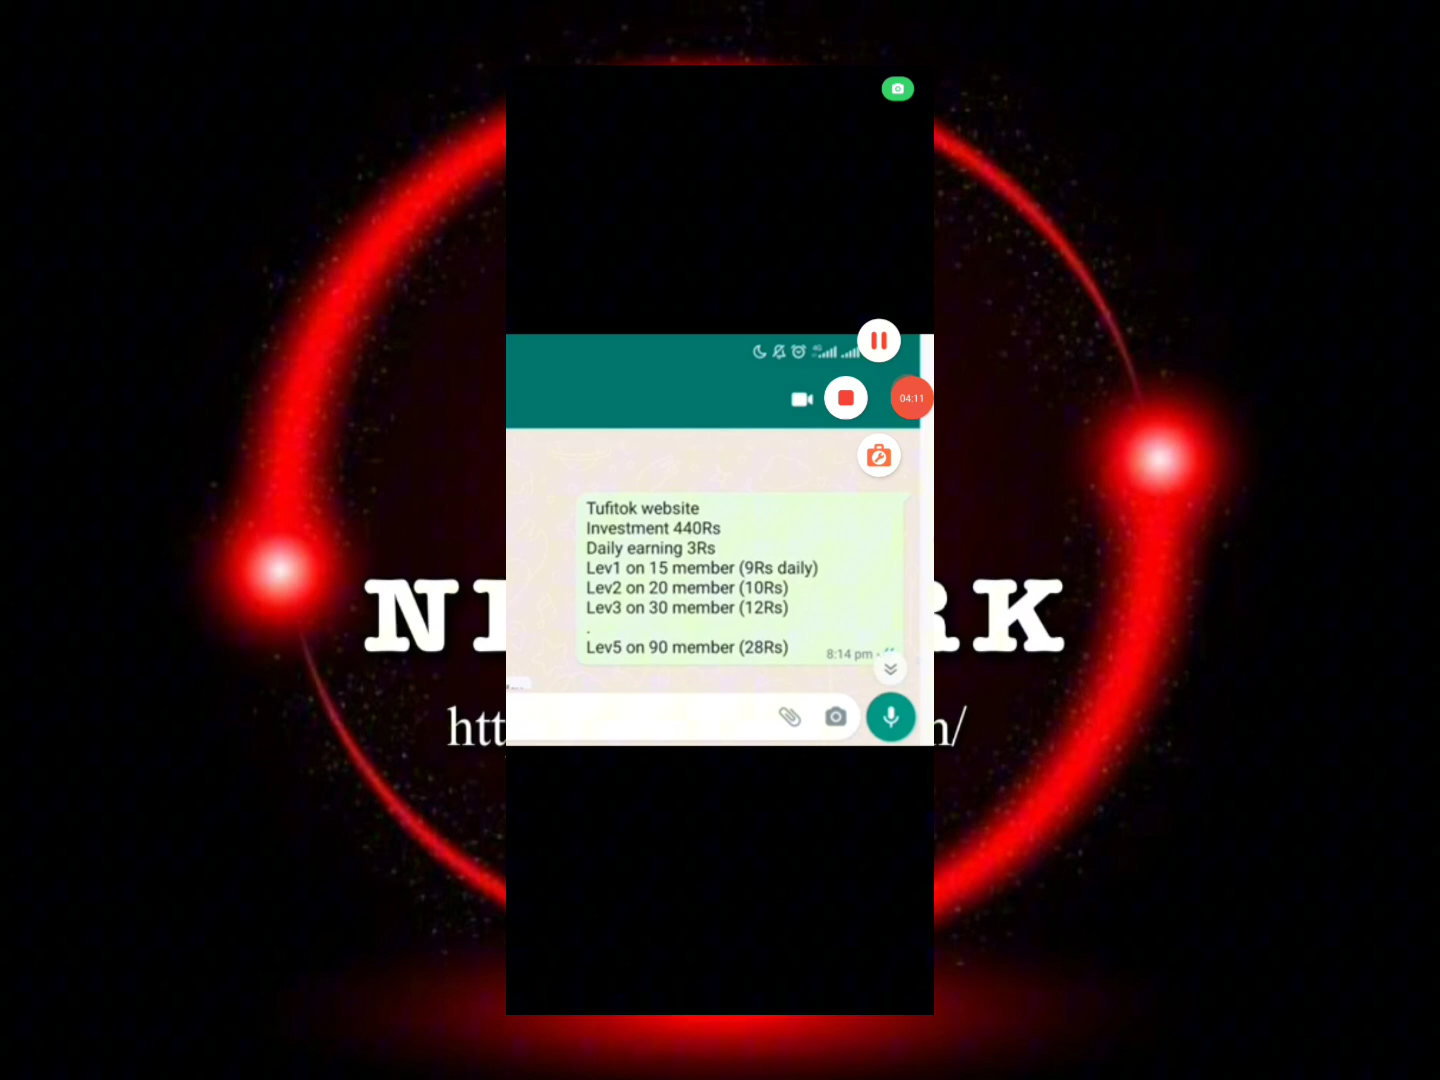 04:11
Tufitok website
Investment 440Rs
Daily earning 3Rs
Lev1 on 15 member (9Rs daily)
Lev2 on 20 member (10Rs)
Lev3 on 30 member (12Rs)
.
Lev5 on 90 member (28Rs)
8:14 pm